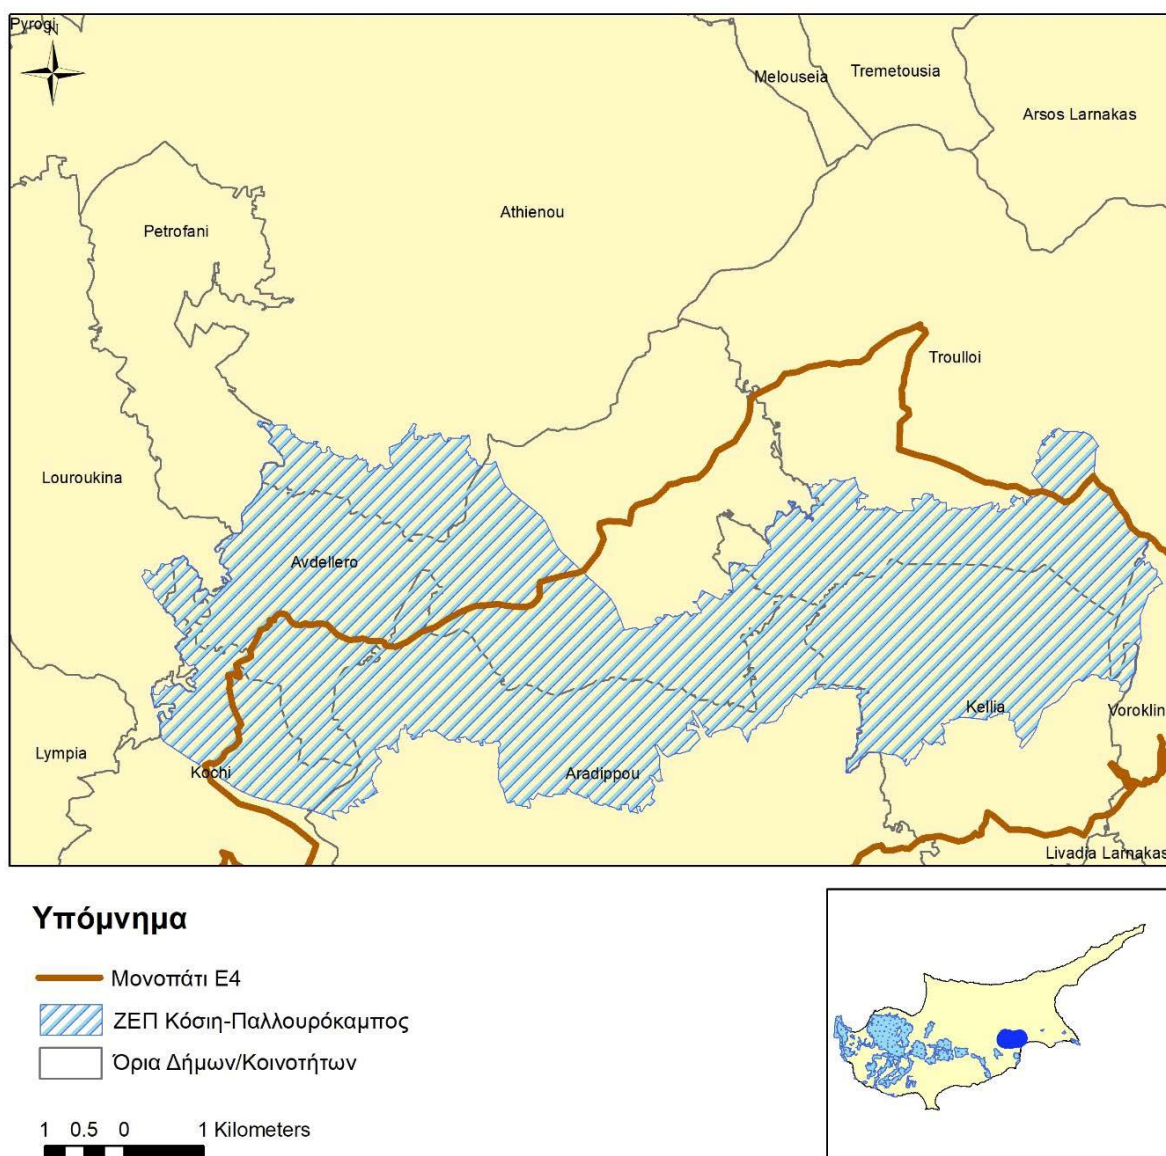 Pyrogi
N
Melouseia
Tremetousia
Arsos Larnakas
Athienou
Petrofani
Troulloi
Louroukina
Avdellero
Kellia
Voroklin
Lympia
Kochi
Aradippou
Livadia Larnakas
Υπόμνημα
Μονοπάτι Ε4
ΖΕΠ Κόσιη-Παλλουρόκαμπος
Όρια Δήμων/Κοινοτήτων
1 0.5 0 1 Kilometers